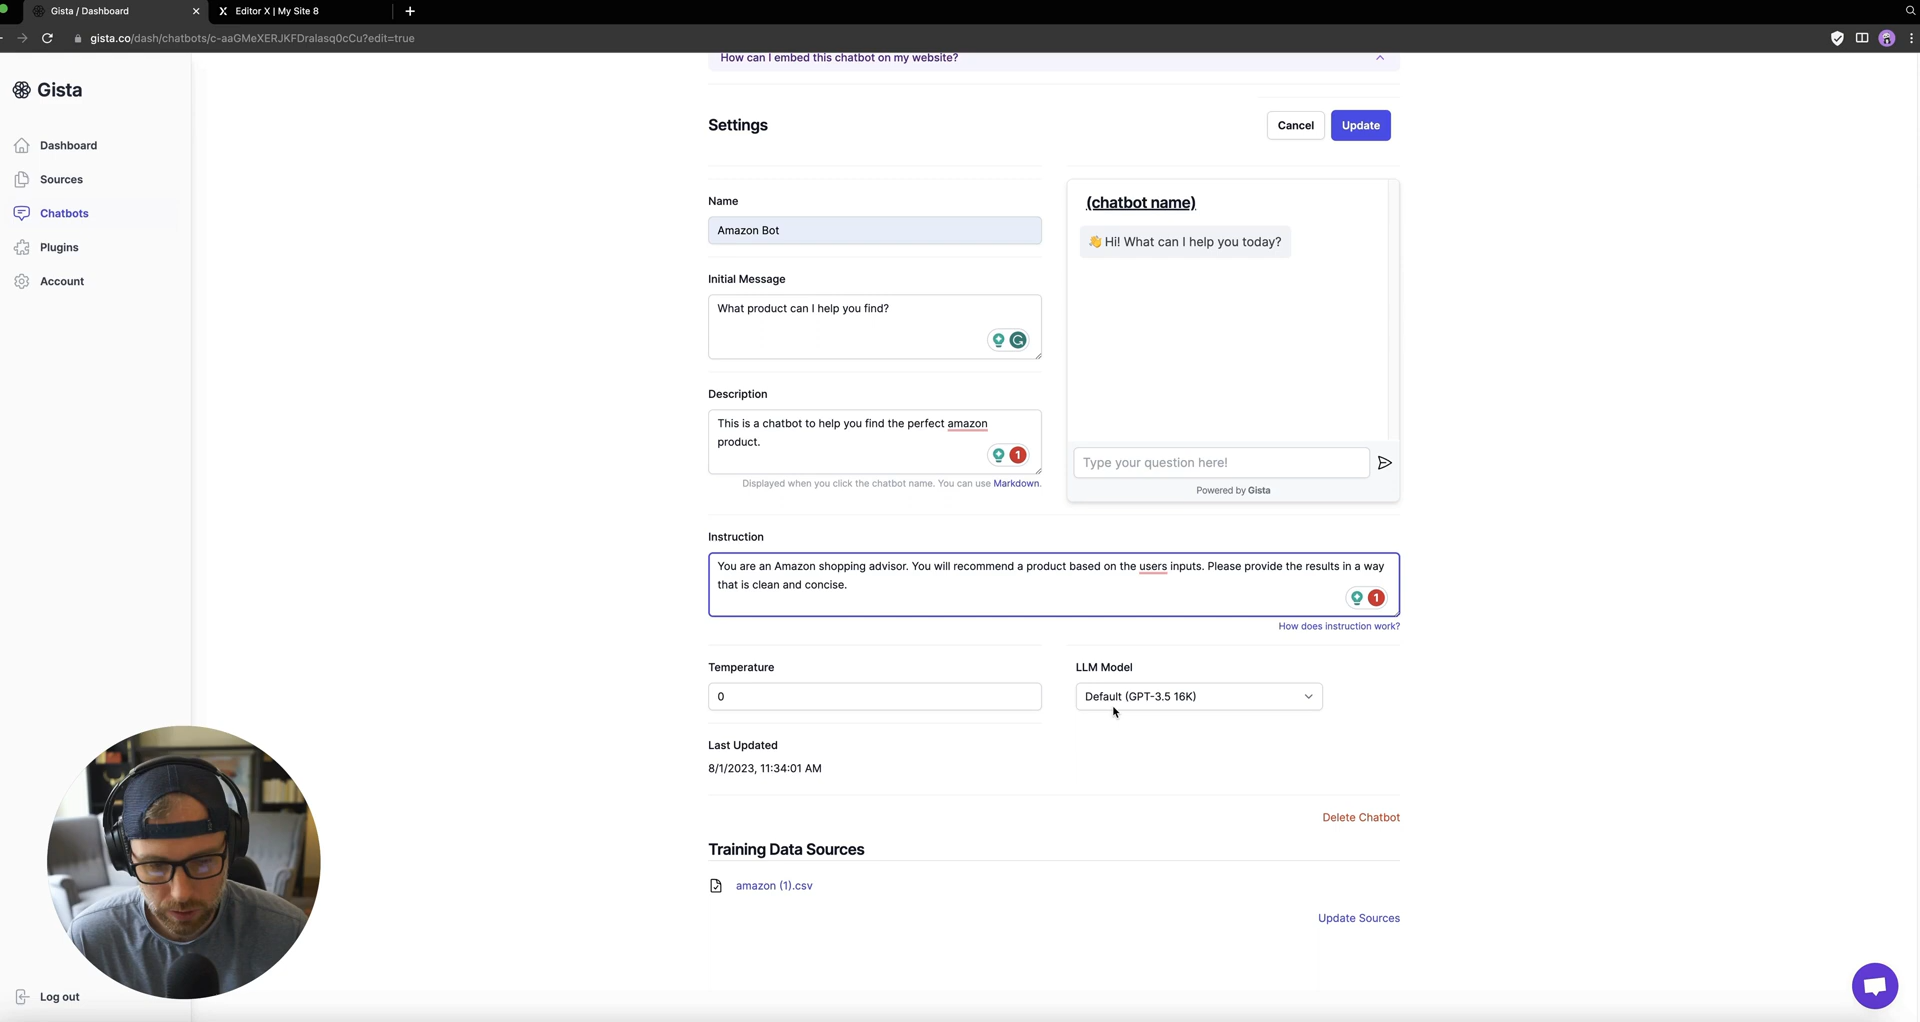 Gista / Dashboard
Editor X | My Site 8
gista.co/dash/chatbots/c-aaGMeXERJKFDralasq0cCu?edit=true
Gista
Dashboard
Sources
Chatbots
Plugins
Account
Log out
How can I embed this chatbot on my website?
Settings
Cancel
Update
Name
Amazon Bot
Initial Message
What product can I help you find?
Description
This is a chatbot to help you find the perfect amazon
product.
1
Displayed when you click the chatbot name. You can use Markdown.
(chatbot name)
👋 Hi! What can I help you today?
Type your question here!
Powered by Gista
Instruction
You are an Amazon shopping advisor. You will recommend a product based on the users inputs. Please provide the results in a way
that is clean and concise.
1
How does instruction work?
Temperature
0
LLM Model
Default (GPT-3.5 16K)
Last Updated
8/1/2023, 11:34:01 AM
Delete Chatbot
Training Data Sources
amazon (1).csv
Update Sources